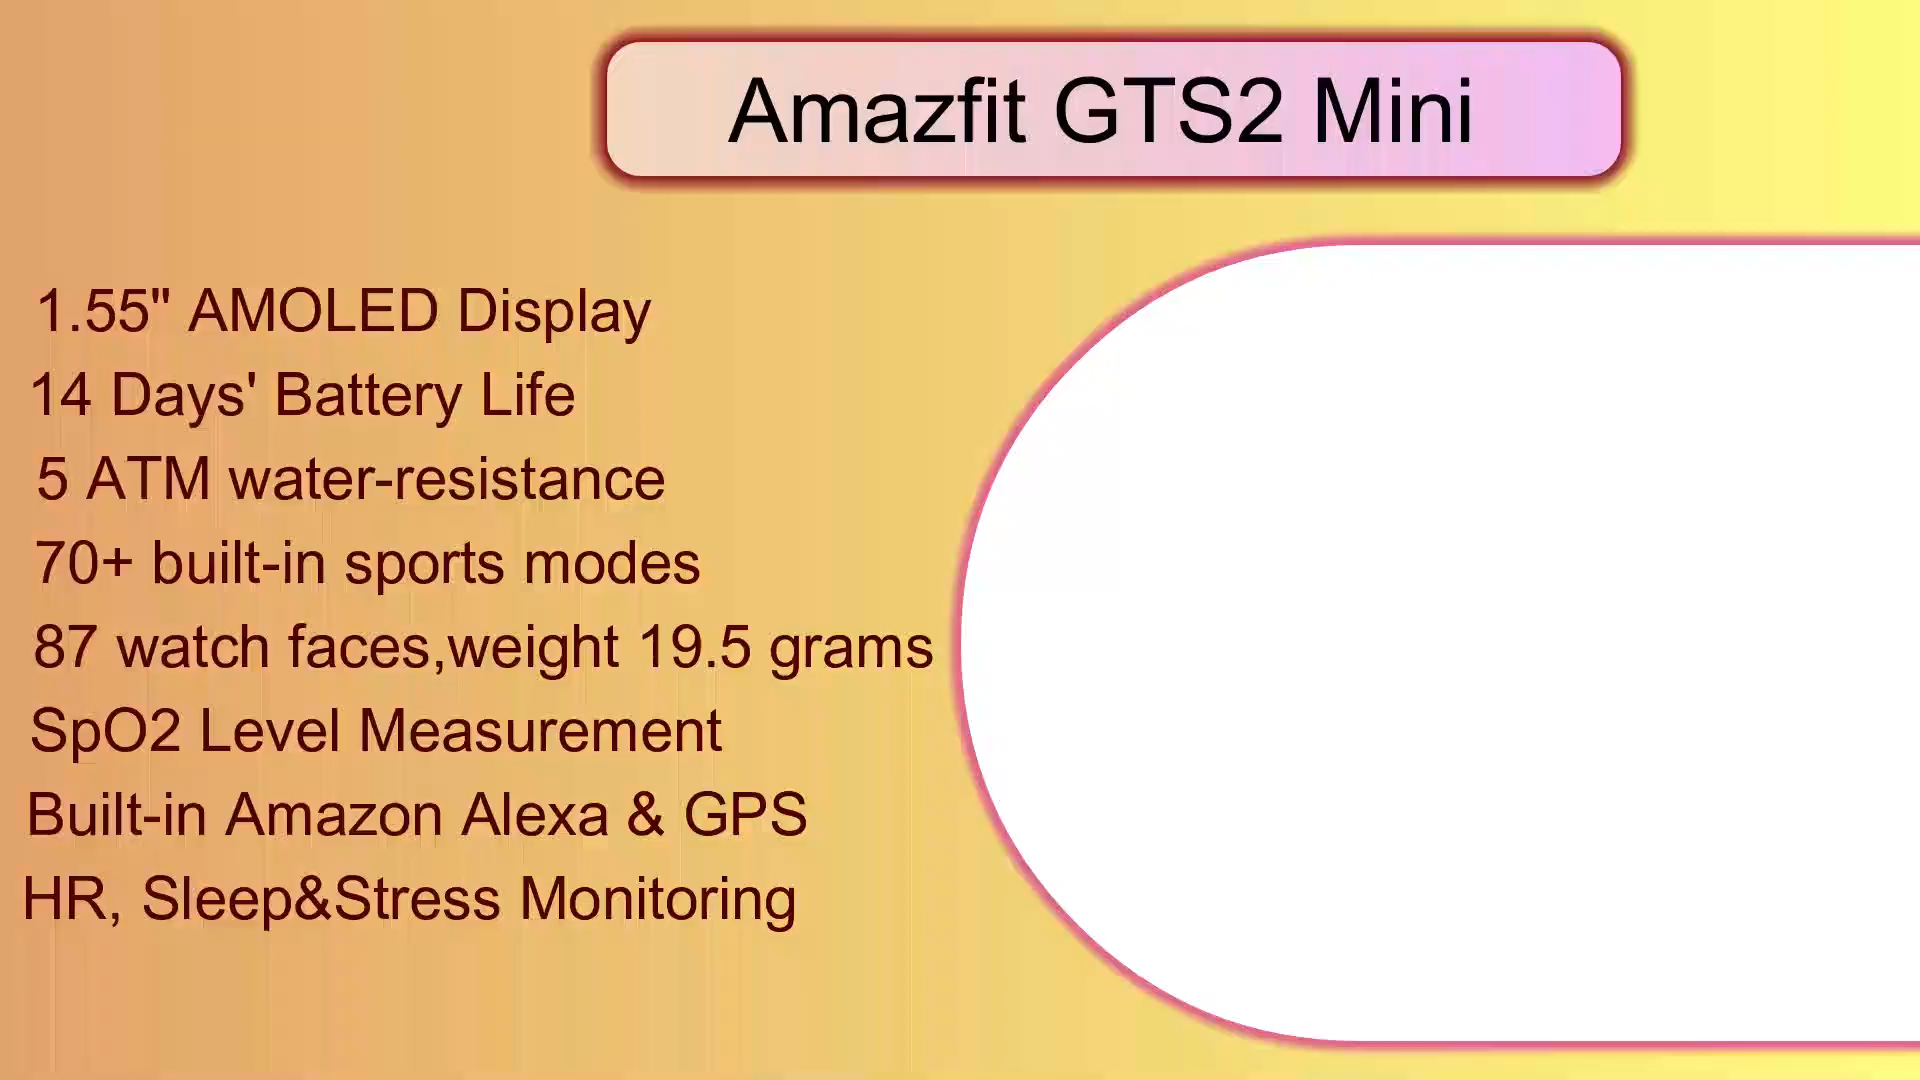 Amazfit GTS2 Mini
1.55" AMOLED Display
14 Days' Battery Life
5 ATM water-resistance
70+ built-in sports modes
87 watch faces,weight 19.5 grams
SpO2 Level Measurement
Built-in Amazon Alexa & GPS
HR, Sleep&Stress Monitoring